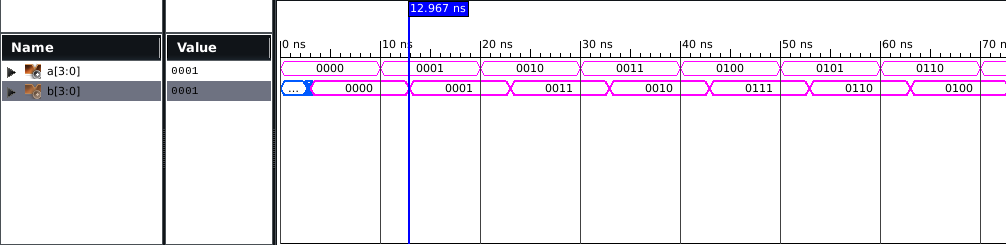 12.967 ns
Name Value 0 ns 10 ns 20 ns 30 ns 40 ns 50 ns 60 ns 70 n
a[3:0] 0001 0000 0001 0010 0011 0100 0101 0110
b[3:0] 0001 ... 0000 0001 0011 0010 0111 0110 0100